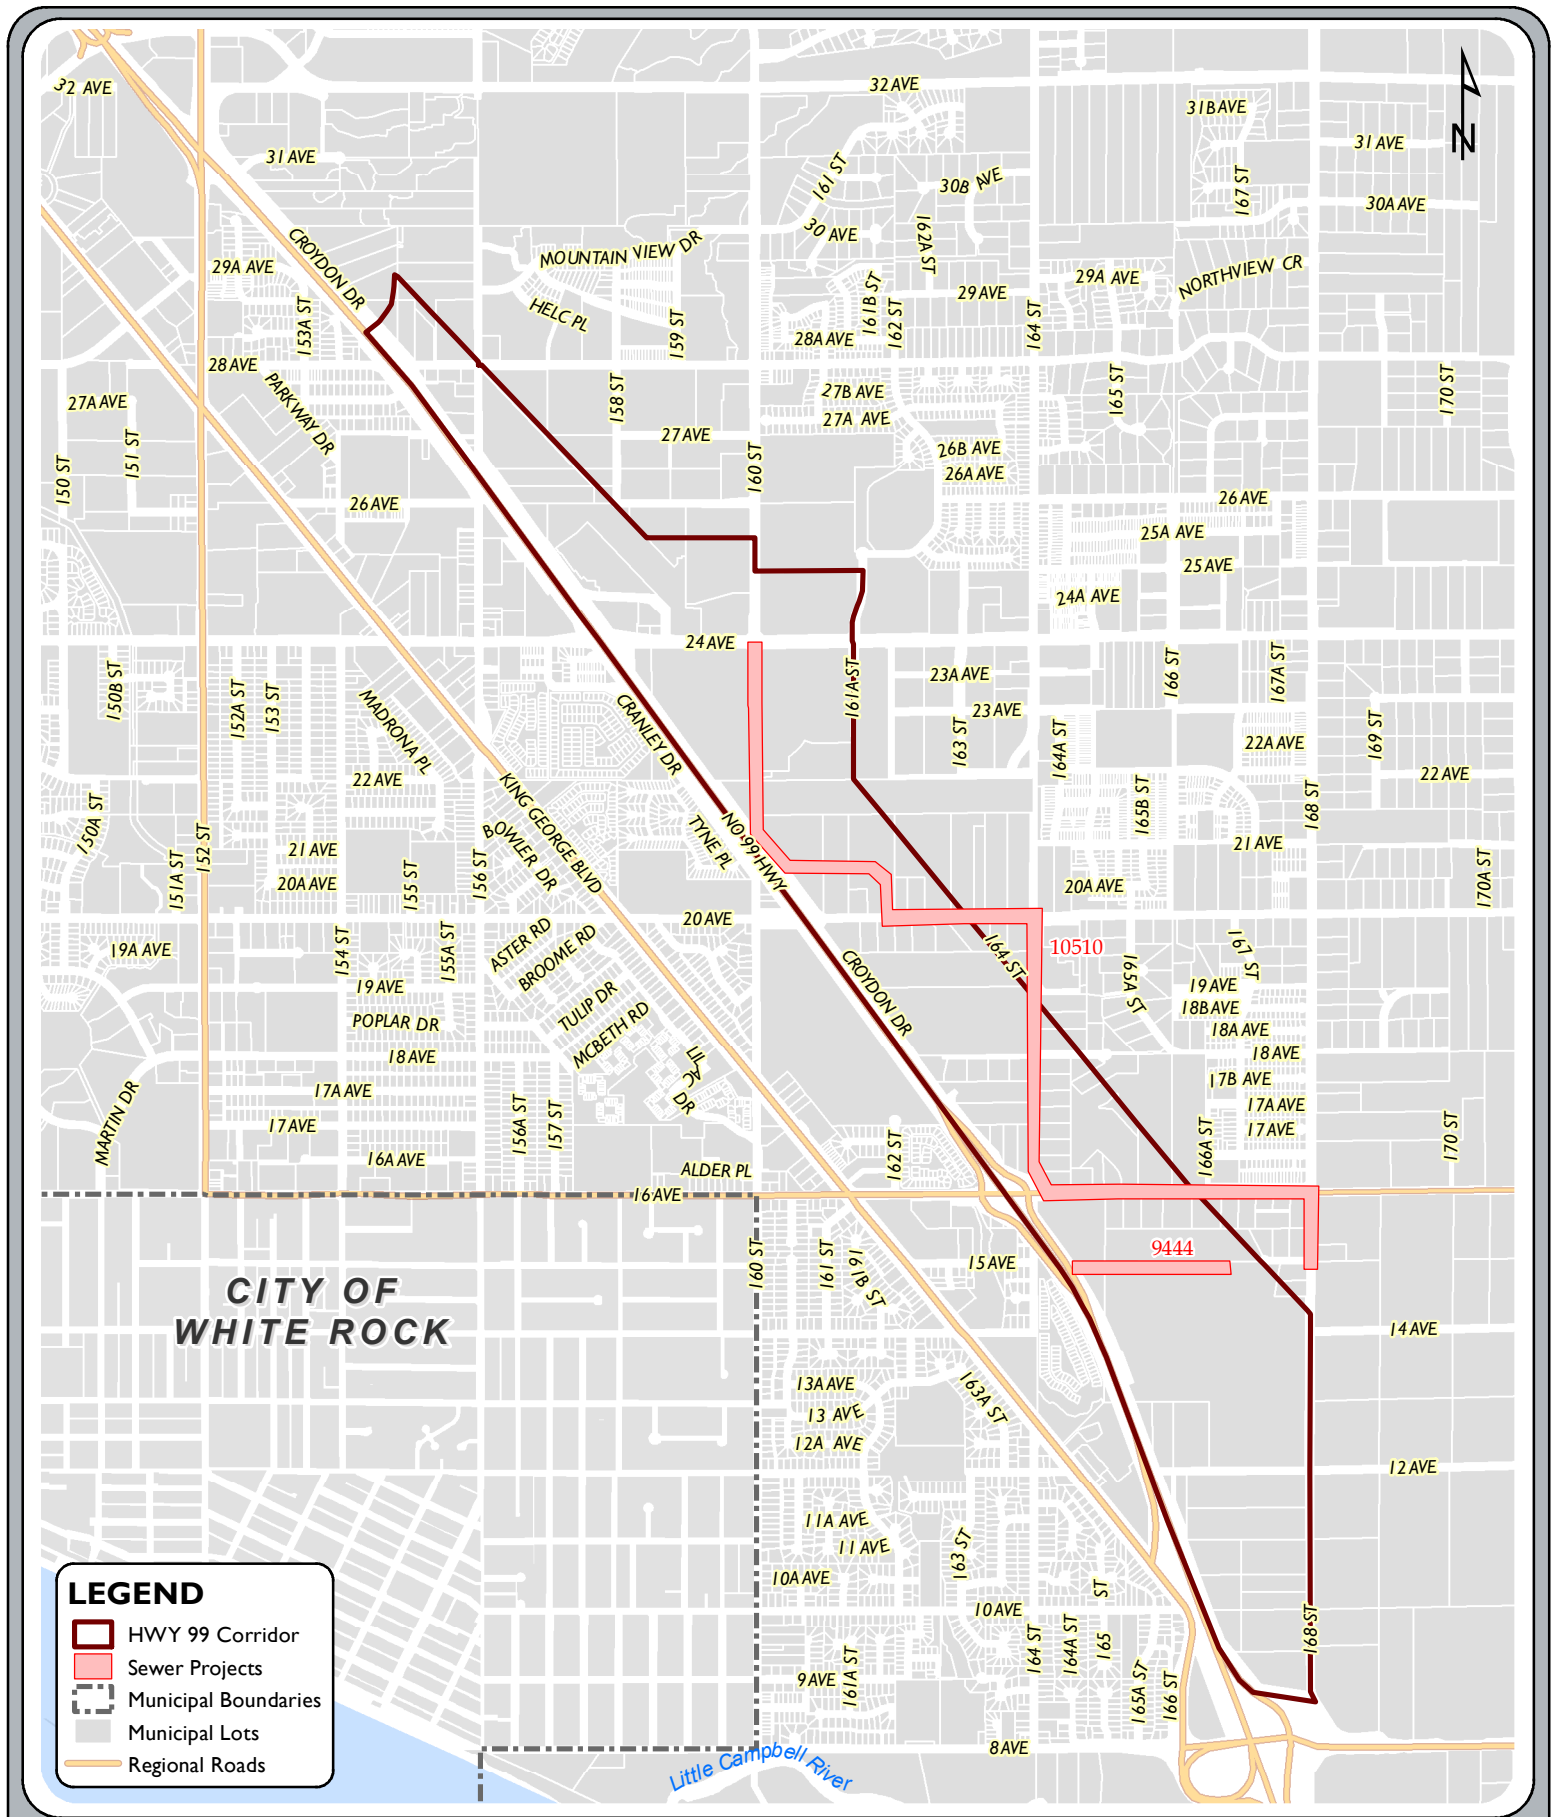 32 AVE
32 AVE
31B AVE
31 AVE
N
31 AVE
161 ST
30B AVE
167 ST
30A AVE
162A ST
30 AVE
CROYDON DR
MOUNTAIN VIEW DR
29A AVE
29A AVE
NORTHVIEW CR
161B ST
29 AVE
HELC PL
153A ST
159 ST
162 ST
164 ST
28A AVE
28 AVE
PARKWAY DR
27A AVE
158 ST
27B AVE
165 ST
170 ST
27A AVE
151 ST
27 AVE
26B AVE
150 ST
160 ST
26A AVE
26 AVE
26 AVE
25A AVE
25 AVE
24A AVE
24 AVE
150B ST
161A ST
23A AVE
166 ST
167A ST
152A ST
153 ST
MADRONA PL
CRANLEY DR
23 AVE
163 ST
164A ST
169 ST
22A AVE
22 AVE
22 AVE
KING GEORGE BLVD
165B ST
168 ST
150A ST
152 ST
BOWLER DR
TYNE PL
NO 99 HWY
21 AVE
21 AVE
151A ST
155 ST
156 ST
170A ST
20A AVE
20A AVE
20 AVE
ASTER RD
BROOME RD
19A AVE
154 ST
155A ST
CROYDON DR
164 ST
10510
165A ST
167 ST
19 AVE
19 AVE
TULIP DR
18B AVE
POPLAR DR
MCBETH RD
18A AVE
18 AVE
18 AVE
LILAC DR
17B AVE
17A AVE
17A AVE
MARTIN DR
17 AVE
156A ST
157 ST
17 AVE
162 ST
166A ST
170 ST
16A AVE
ALDER PL
16 AVE
160 ST
161 ST
161B ST
15 AVE
9444
CITY OF
WHITE ROCK
14 AVE
13A AVE
163A ST
13 AVE
12A AVE
12 AVE
11A AVE
11 AVE
163 ST
10A AVE
10 AVE
165 ST
164 ST
164A ST
168 ST
9 AVE
161A ST
165A ST
166 ST
8 AVE
Little Campbell River
LEGEND
HWY 99 Corridor
Sewer Projects
Municipal Boundaries
Municipal Lots
Regional Roads